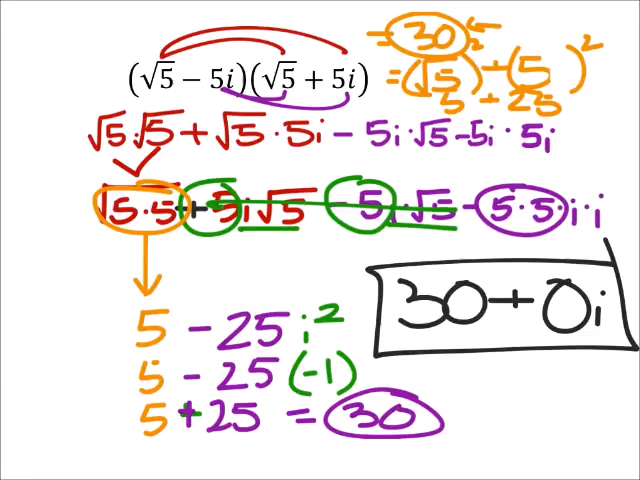 = 30 ←
(√5 − 5i)(√5 + 5i) = (√5)² + (5)²
5 + 25
√5·√5 + √5·5i − 5i·√5 − 5i·5i
√5·5 + 5i√5 − 5i√5 − 5·5·i·i
30+0i
5 − 25i²
5 − 25(−1)
5 + 25 = 30